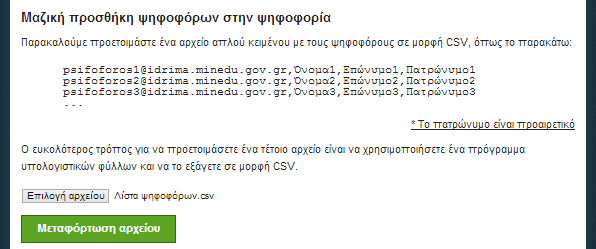 Μαζική προσθήκη ψηφοφόρων στην ψηφοφορία
Παρακαλούμε προετοιμάστε ένα αρχείο απλού κειμένου με τους ψηφοφόρους σε μορφή CSV, όπως το παρακάτω:
psifoforos1@idrima.minedu.gov.gr,Όνομα1,Επώνυμο1,Πατρώνυμο1
psifoforos2@idrima.minedu.gov.gr,Όνομα2,Επώνυμο2,Πατρώνυμο2
psifoforos3@idrima.minedu.gov.gr,Όνομα3,Επώνυμο3,Πατρώνυμο3
...
* Το πατρώνυμο είναι προαιρετικό
Ο ευκολότερος τρόπος για να προετοιμάσετε ένα τέτοιο αρχείο είναι να χρησιμοποιήσετε ένα πρόγραμμα
υπολογιστικών φύλλων και να το εξάγετε σε μορφή CSV.
Επιλογή αρχείου Λίστα ψηφοφόρων.csv
Μεταφόρτωση αρχείου